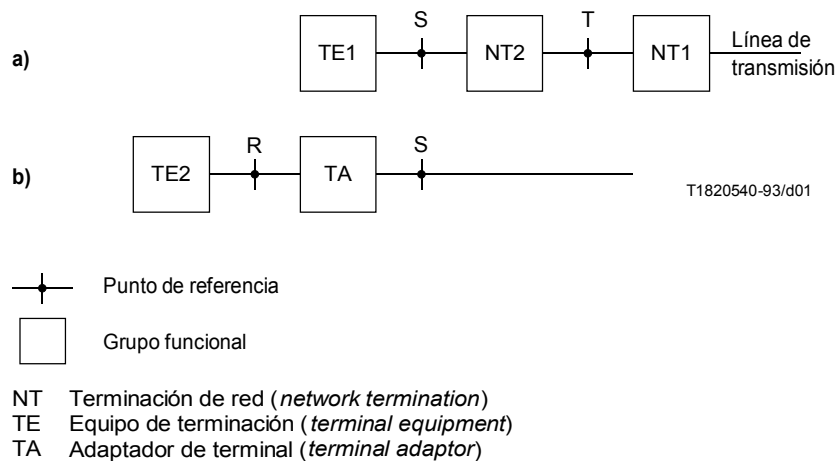 S T
a) TE1 NT2 NT1 Línea de
transmisión
R S
b) TE2 TA
T1820540-93/d01
Punto de referencia
Grupo funcional
NT Terminación de red (network termination)
TE Equipo de terminación (terminal equipment)
TA Adaptador de terminal (terminal adaptor)